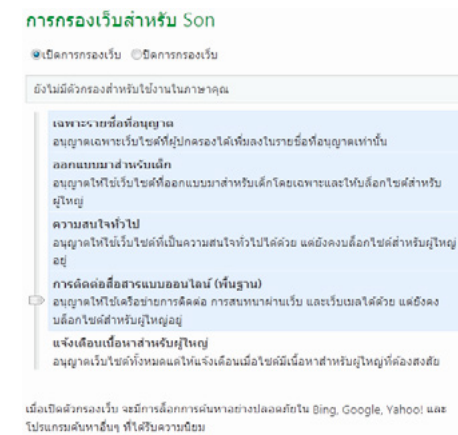 การกรองเว็บสำหรับ Son
เปิดการกรองเว็บ ปิดการกรองเว็บ
ยังไม่มีตัวกรองสำหรับใช้งานในภาษาคุณ
เฉพาะรายชื่อที่อนุญาต
อนุญาตเฉพาะเว็บไซต์ที่ผู้ปกครองได้เพิ่มลงในรายชื่อที่อนุญาตเท่านั้น
ออกแบบมาสำหรับเด็ก
อนุญาตให้ใช้เว็บไซต์ที่ออกแบบมาสำหรับเด็กโดยเฉพาะและให้บล็อกไซต์สำหรับ
ผู้ใหญ่
ความสนใจทั่วไป
อนุญาตให้ใช้เว็บไซต์ที่เป็นความสนใจทั่วไปได้ด้วย แต่ยังคงบล็อกไซต์สำหรับผู้ใหญ่
อยู่
การติดต่อสื่อสารแบบออนไลน์ (พื้นฐาน)
อนุญาตให้ใช้เครือข่ายการติดต่อ การสนทนาผ่านเว็บ และเว็บเมลได้ด้วย แต่ยังคง
บล็อกไซต์สำหรับผู้ใหญ่อยู่
แจ้งเตือนเนื้อหาสำหรับผู้ใหญ่
อนุญาตเว็บไซต์ทั้งหมดแต่ให้แจ้งเตือนเมื่อไซต์มีเนื้อหาสำหรับผู้ใหญ่ที่ต้องสงสัย
เมื่อเปิดตัวกรองเว็บ จะมีการล็อกการค้นหาอย่างปลอดภัยใน Bing, Google, Yahoo! และ
โปรแกรมค้นหาอื่นๆ ที่ได้รับความนิยม